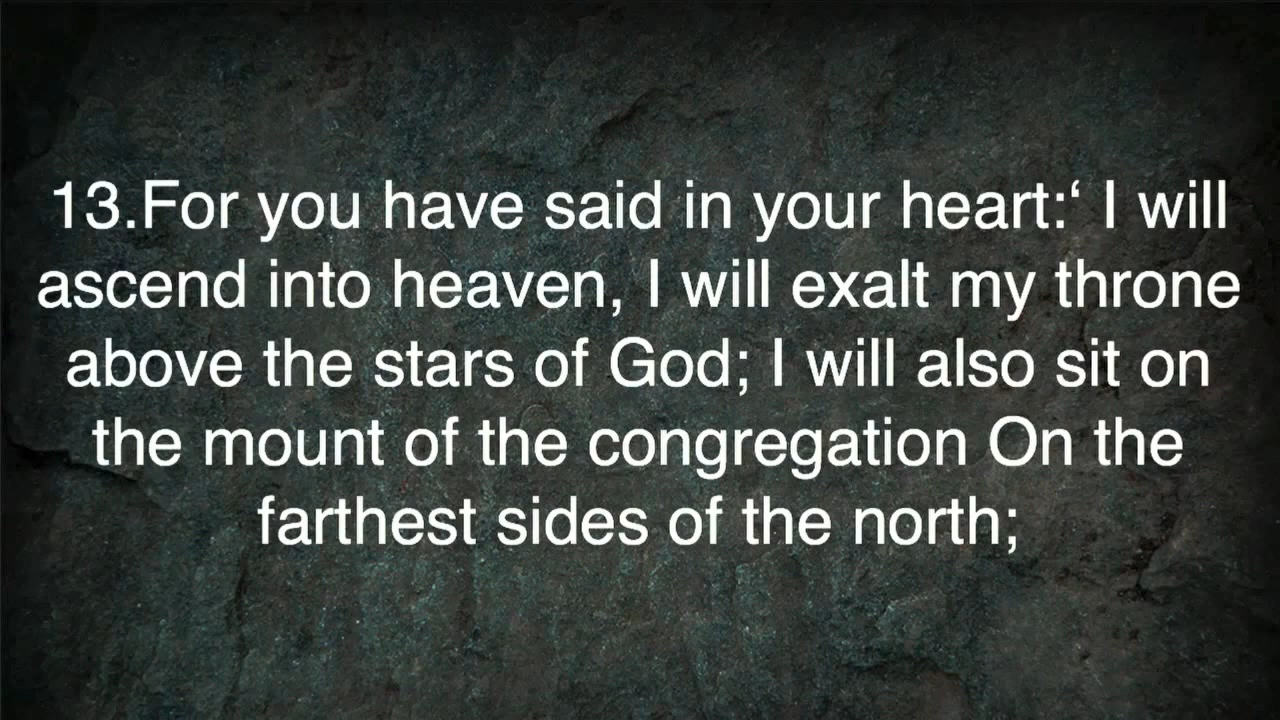 13.For you have said in your heart:‘ I will
ascend into heaven, I will exalt my throne
above the stars of God; I will also sit on
the mount of the congregation On the
farthest sides of the north;